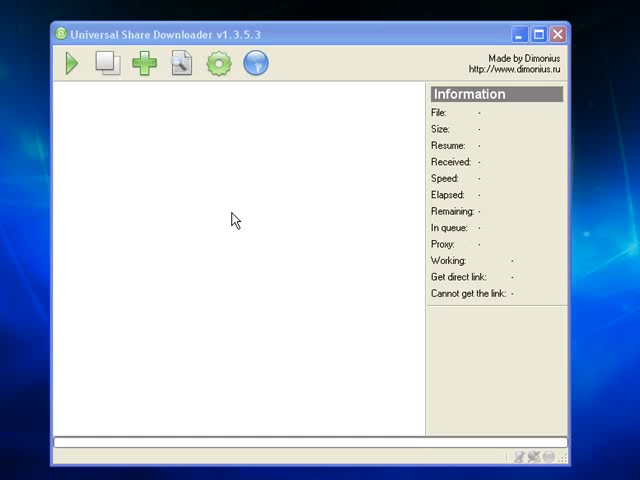 Universal Share Downloader v1.3.5.3
Made by Dimonius
http://www.dimonius.ru
Information
File: -
Size: -
Resume: -
Received: -
Speed: -
Elapsed: -
Remaining: -
In queue: -
Proxy: -
Working: -
Get direct link: -
Cannot get the link: -